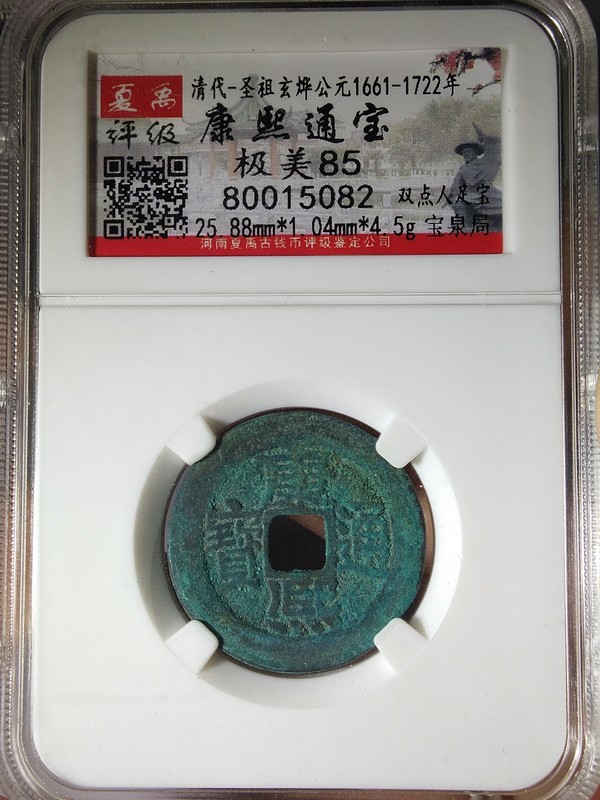 夏禹
评级
清代-圣祖玄烨公元1661-1722年
康熙通宝
极美85
80015082 双点人足宝
25.88mm*1.04mm*4.5g 宝泉局
河南夏禹古钱币评级鉴定公司
康熙通寶